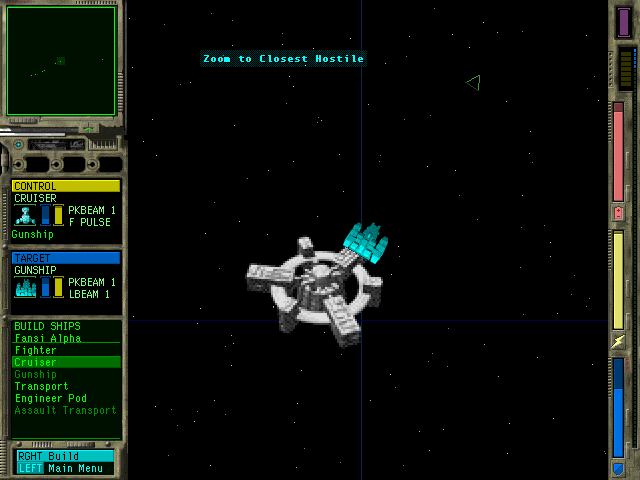 Zoom to Closest Hostile
CONTROL
CRUISER
PKBEAM 1
F PULSE
Gunship
TARGET
GUNSHIP
PKBEAM 1
LBEAM 1
BUILD SHIPS
Fansi Alpha
Fighter
Cruiser
Gunship
Transport
Engineer Pod
Assault Transport
RGHT Build
LEFT Main Menu